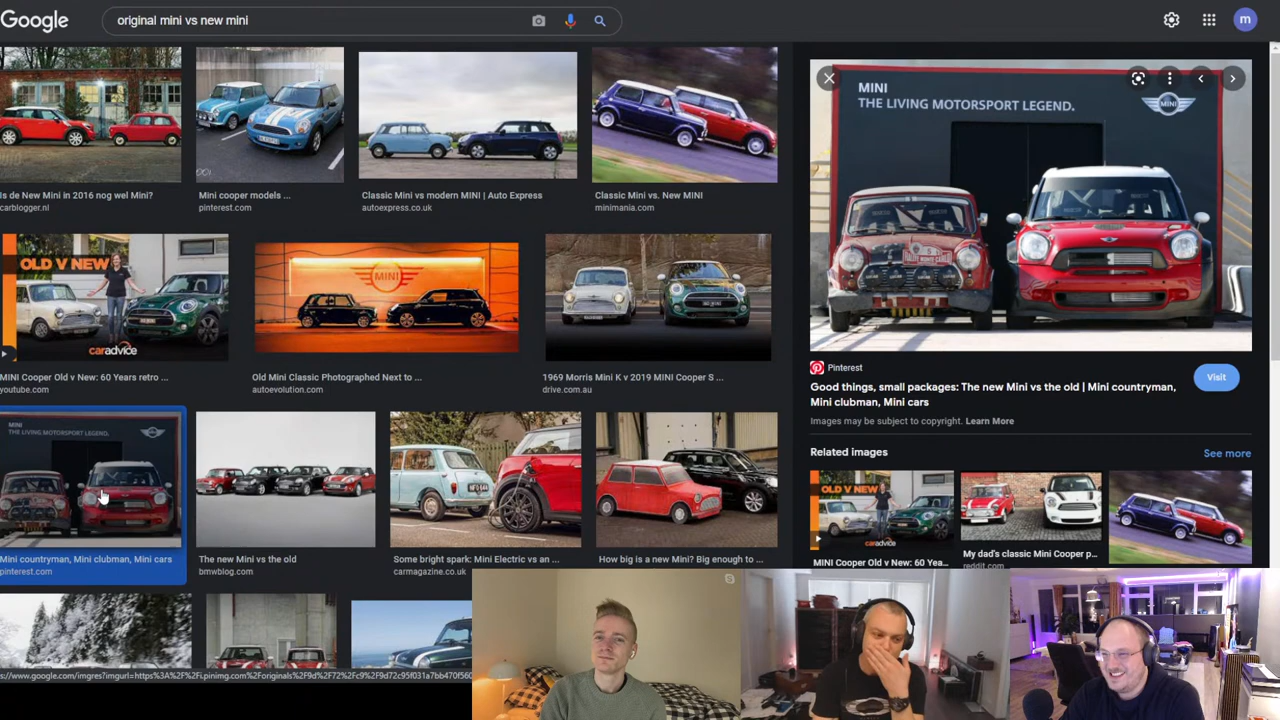 Google
original mini vs new mini
m
Is de New Mini in 2016 nog wel Mini?
carblogger.nl
Mini cooper models ...
pinterest.com
Classic Mini vs modern MINI | Auto Express
autoexpress.co.uk
Classic Mini vs. New MINI
minimania.com
OLD V NEW
caradvice
MINI Cooper Old v New: 60 Years retro ...
youtube.com
MINI
Old Mini Classic Photographed Next to ...
autoevolution.com
1969 Morris Mini K v 2019 MINI Cooper S ...
drive.com.au
MINI
THE LIVING MOTORSPORT LEGEND.
Mini countryman, Mini clubman, Mini cars
pinterest.com
The new Mini vs the old
bmwblog.com
Some bright spark: Mini Electric vs an ...
carmagazine.co.uk
How big is a new Mini? Big enough to ...
MINI
THE LIVING MOTORSPORT LEGEND.
Pinterest
Good things, small packages: The new Mini vs the old | Mini countryman,
Mini clubman, Mini cars
Visit
Images may be subject to copyright. Learn More
Related images
See more
OLD V NEW
caradvice
MINI Cooper Old v New: 60 Yea...
My dad's classic Mini Cooper p...
reddit.com